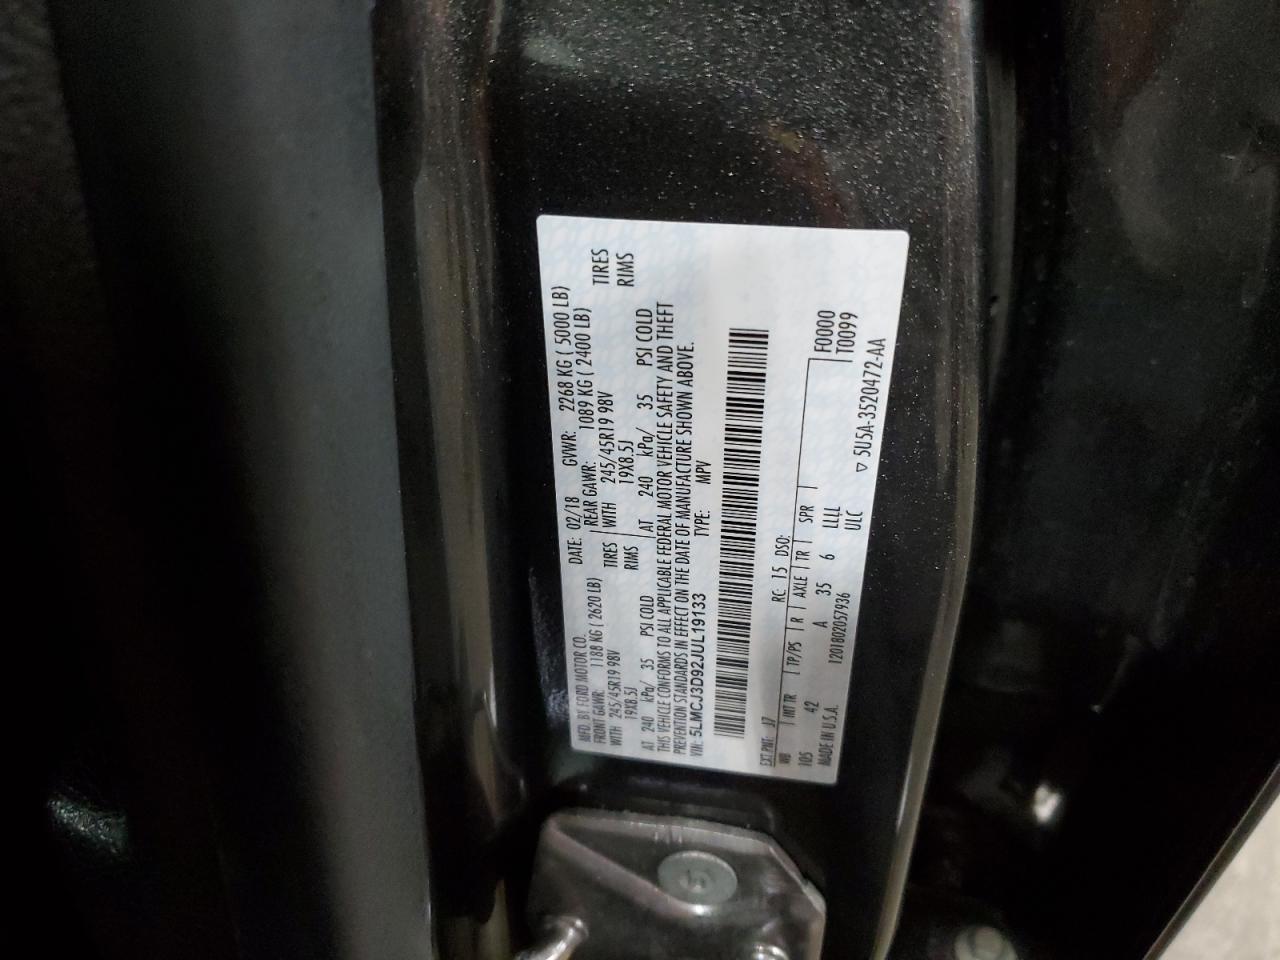 MFD. BY FORD MOTOR CO.
DATE: 02/18 GVWR: 2268 KG ( 5000 LB)
FRONT GAWR: 1188 KG ( 2620 LB) REAR GAWR: 1089 KG ( 2400 LB)
WITH 245/45R19 98V TIRES WITH 245/45R19 98V TIRES
19X8.5J RIMS 19X8.5J RIMS
AT 240 kPa/ 35 PSI COLD AT 240 kPa/ 35 PSI COLD
THIS VEHICLE CONFORMS TO ALL APPLICABLE FEDERAL MOTOR VEHICLE SAFETY AND THEFT
PREVENTION STANDARDS IN EFFECT ON THE DATE OF MANUFACTURE SHOWN ABOVE.
VIN: 5LMCJ3D92JUL19133 TYPE: MPV
EXT PNT: J7 RC: 15 DSO:
WB INT TR TP/PS R AXLE TR SPR F0000
105 42 A 35 6 LLLL T0099
MADE IN U.S.A. 1201802057936 ULC ▽ 5U5A-3520472-AA
5